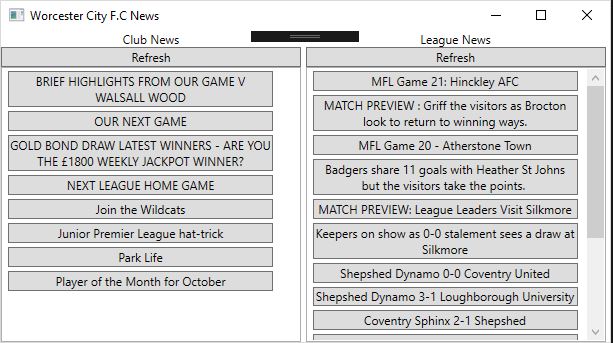 Worcester City F.C News
Club News
Refresh
BRIEF HIGHLIGHTS FROM OUR GAME V
WALSALL WOOD
OUR NEXT GAME
GOLD BOND DRAW LATEST WINNERS - ARE YOU
THE £1800 WEEKLY JACKPOT WINNER?
NEXT LEAGUE HOME GAME
Join the Wildcats
Junior Premier League hat-trick
Park Life
Player of the Month for October
League News
Refresh
MFL Game 21: Hinckley AFC
MATCH PREVIEW : Griff the visitors as Brocton
look to return to winning ways.
MFL Game 20 - Atherstone Town
Badgers share 11 goals with Heather St Johns
but the visitors take the points.
MATCH PREVIEW: League Leaders Visit Silkmore
Keepers on show as 0-0 stalement sees a draw at
Silkmore
Shepshed Dynamo 0-0 Coventry United
Shepshed Dynamo 3-1 Loughborough University
Coventry Sphinx 2-1 Shepshed